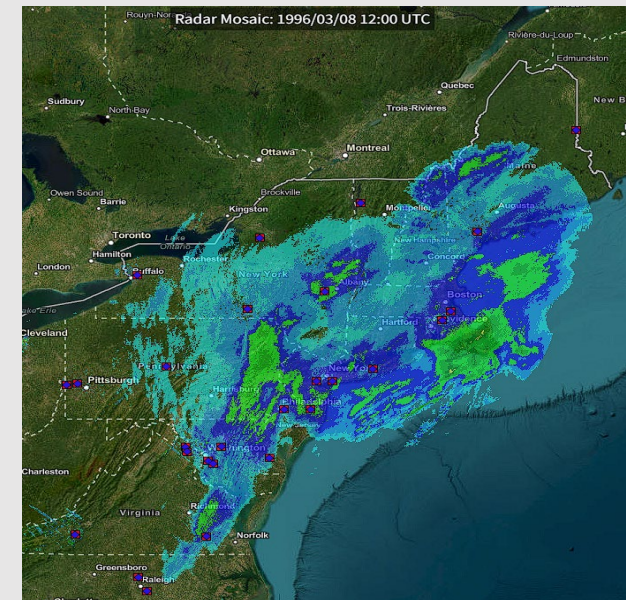 Radar Mosaic: 1996/03/08 12:00 UTC
Rivière-du-Loup
Edmundston
Quebec
Sudbury
North Bay
Trois-Rivières
New B
Ottawa
Montreal
Maine
Owen Sound
Barrie
Brockville
Kingston
Montpelier
Augusta
Toronto
Lake
Ontario
Hamilton
New Hampshire
Rochester
Concord
London
Buffalo
New York
Albany
Boston
Lake Erie
Hartford
Providence
Cleveland
Pennsylvania
New York
Pittsburgh
Harrisburg
Philadelphia
New Jersey
Washington
Charleston
Virginia
Richmond
Norfolk
Greensboro
Raleigh